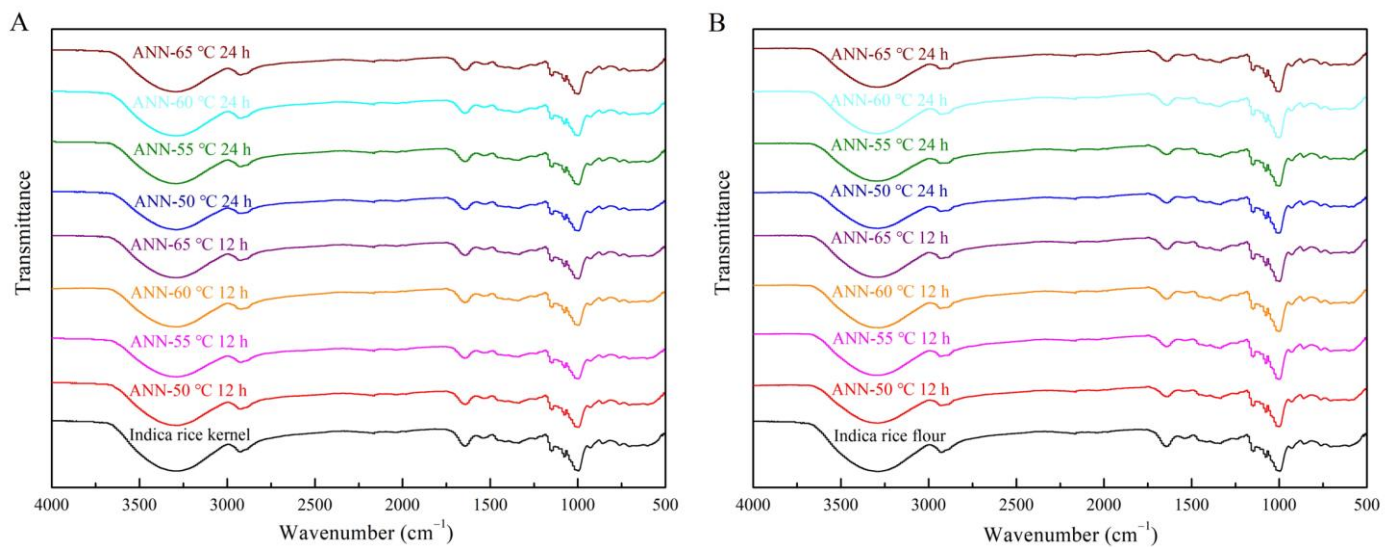 A
ANN-65 °C 24 h
ANN-60 °C 24 h
ANN-55 °C 24 h
ANN-50 °C 24 h
ANN-65 °C 12 h
ANN-60 °C 12 h
ANN-55 °C 12 h
ANN-50 °C 12 h
Indica rice kernel
Transmittance
4000 3500 3000 2500 2000 1500 1000 500
Wavenumber (cm⁻¹)
B
ANN-65 °C 24 h
ANN-60 °C 24 h
ANN-55 °C 24 h
ANN-50 °C 24 h
ANN-65 °C 12 h
ANN-60 °C 12 h
ANN-55 °C 12 h
ANN-50 °C 12 h
Indica rice flour
Transmittance
4000 3500 3000 2500 2000 1500 1000 500
Wavenumber (cm⁻¹)